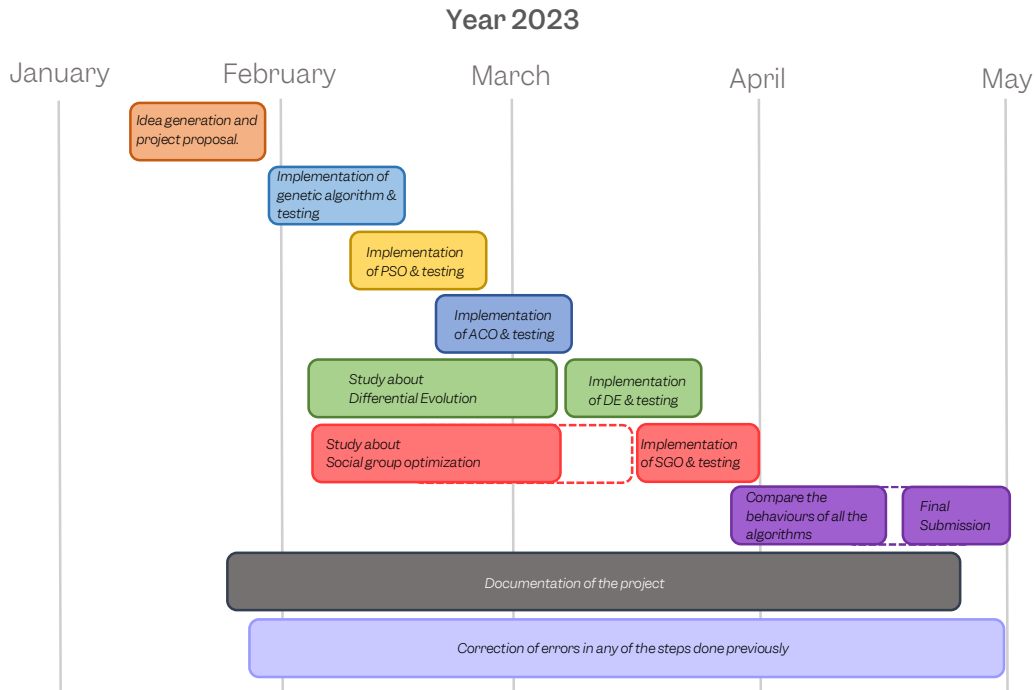 Year 2023
January
February
March
April
May
Idea generation and
project proposal.
Implementation of
genetic algorithm &
testing
Implementation
of PSO & testing
Implementation
of ACO & testing
Study about
Differential Evolution
Implementation
of DE & testing
Study about
Social group optimization
Implementation
of SGO & testing
Compare the
behaviours of all the
algorithms
Final
Submission
Documentation of the project
Correction of errors in any of the steps done previously